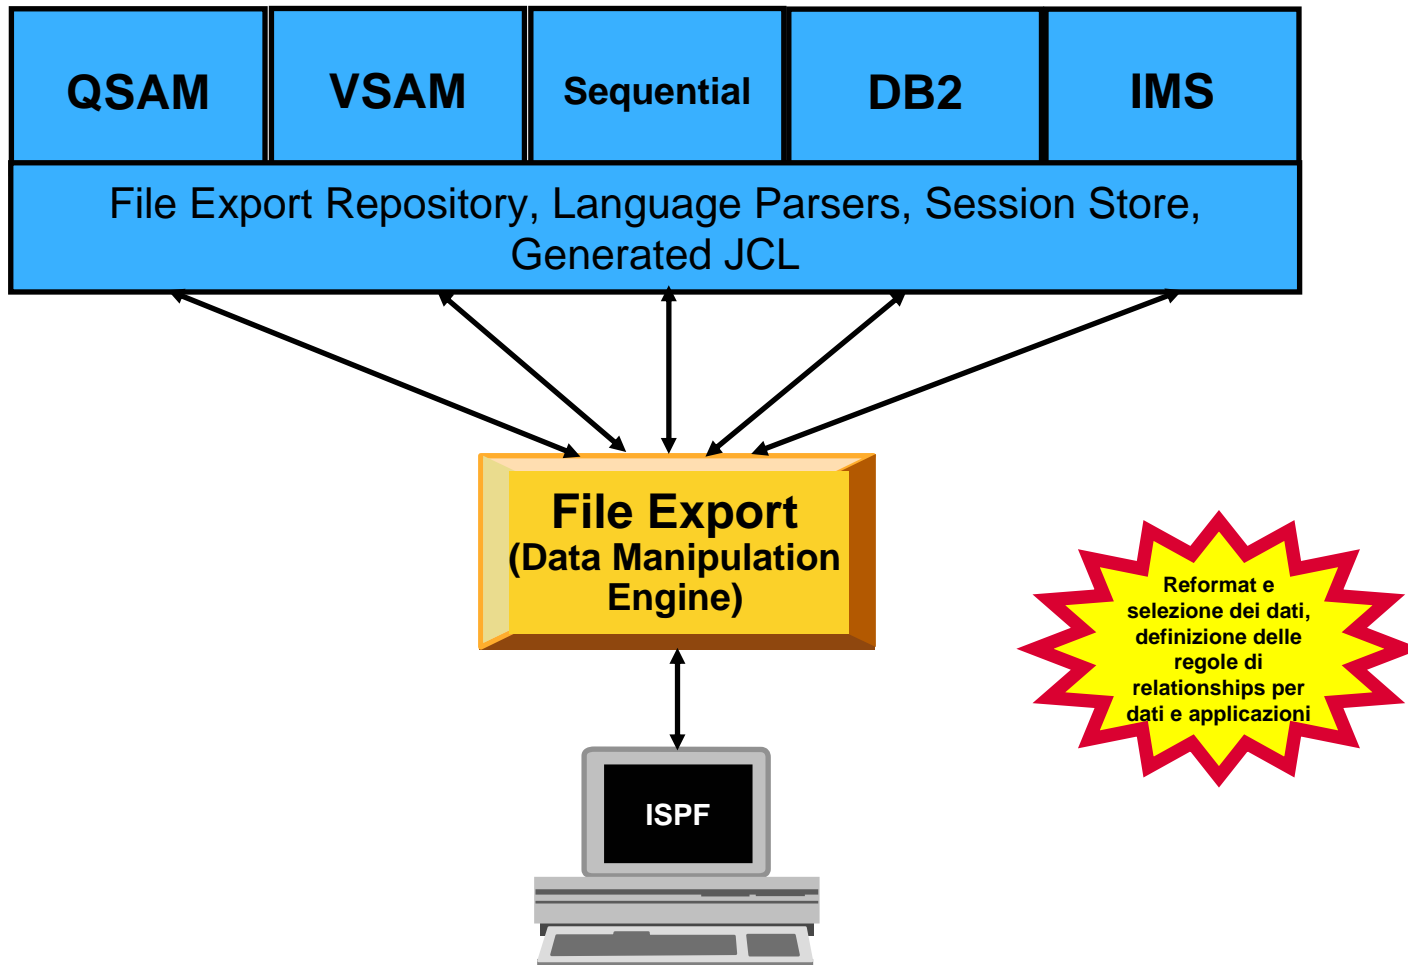 QSAM
VSAM
Sequential
DB2
IMS
File Export Repository, Language Parsers, Session Store,
Generated JCL
File Export
(Data Manipulation
Engine)
Reformat e
selezione dei dati,
definizione delle
regole di
relationships per
dati e applicazioni
ISPF